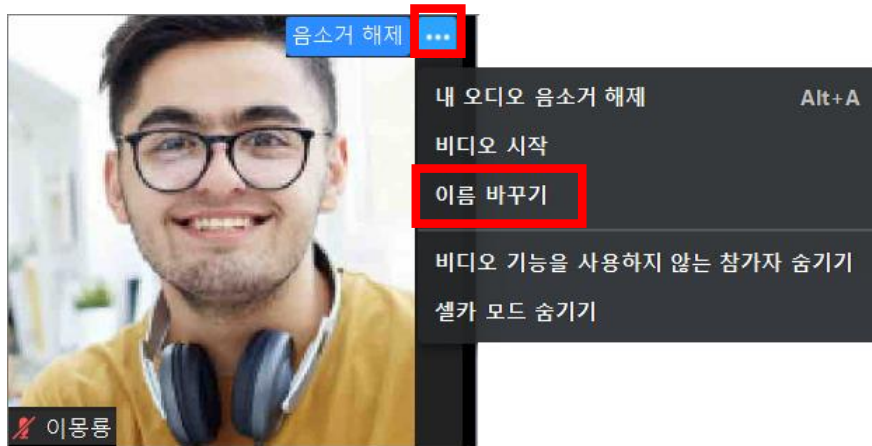 음소거 해제 ...
내 오디오 음소거 해제 Alt+A
비디오 시작
이름 바꾸기
비디오 기능을 사용하지 않는 참가자 숨기기
셀카 모드 숨기기
이몽룡